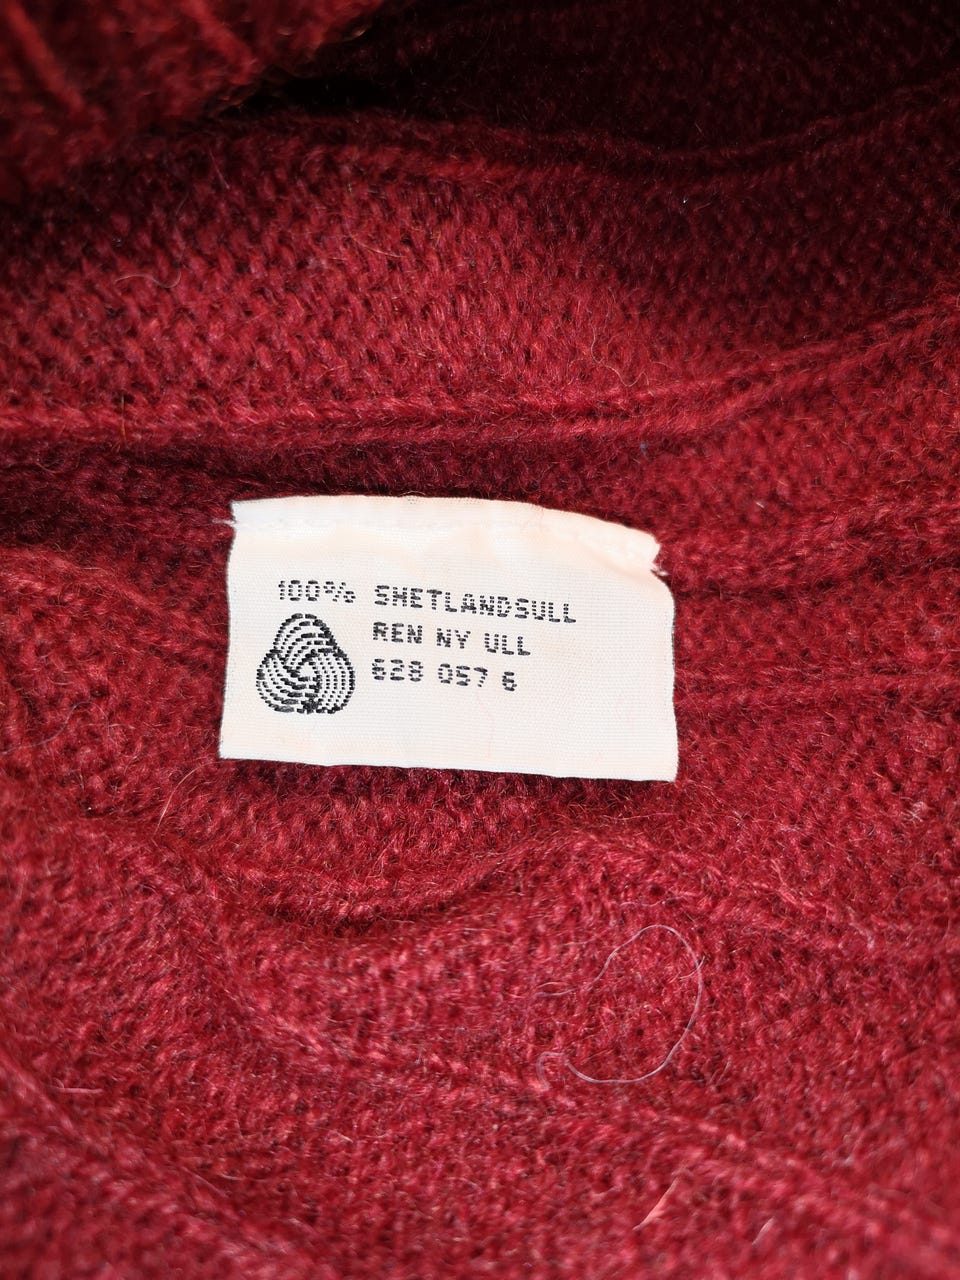 100% SHETLANDSULL
REN NY ULL
628 057 6